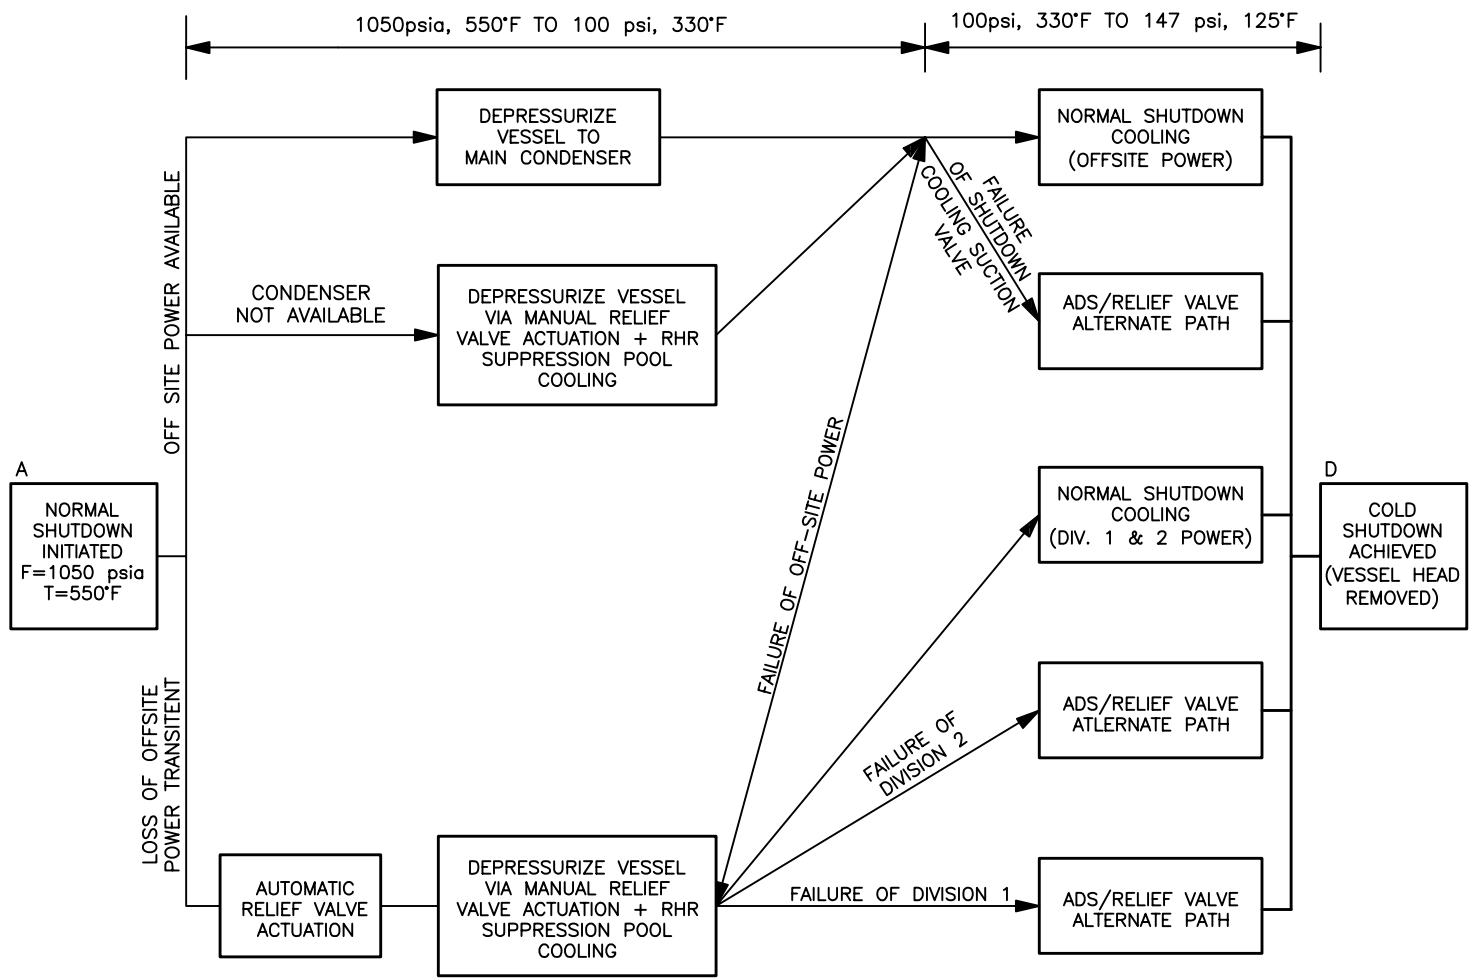 1050psia, 550°F TO 100 psi, 330°F
100psi, 330°F TO 147 psi, 125°F
DEPRESSURIZE
VESSEL TO
MAIN CONDENSER
NORMAL SHUTDOWN
COOLING
(OFFSITE POWER)
OFF SITE POWER AVAILABLE
FAILURE
OF SHUTDOWN
COOLING SUCTION
VALVE
CONDENSER
NOT AVAILABLE
DEPRESSURIZE VESSEL
VIA MANUAL RELIEF
VALVE ACTUATION + RHR
SUPPRESSION POOL
COOLING
ADS/RELIEF VALVE
ALTERNATE PATH
FAILURE OF OFF-SITE POWER
A
NORMAL
SHUTDOWN
INITIATED
F=1050 psia
T=550°F
NORMAL SHUTDOWN
COOLING
(DIV. 1 & 2 POWER)
D
COLD
SHUTDOWN
ACHIEVED
(VESSEL HEAD
REMOVED)
LOSS OF OFFSITE
POWER TRANSITENT
FAILURE OF
DIVISION 2
ADS/RELIEF VALVE
ATLERNATE PATH
AUTOMATIC
RELIEF VALVE
ACTUATION
DEPRESSURIZE VESSEL
VIA MANUAL RELIEF
VALVE ACTUATION + RHR
SUPPRESSION POOL
COOLING
FAILURE OF DIVISION 1
ADS/RELIEF VALVE
ALTERNATE PATH